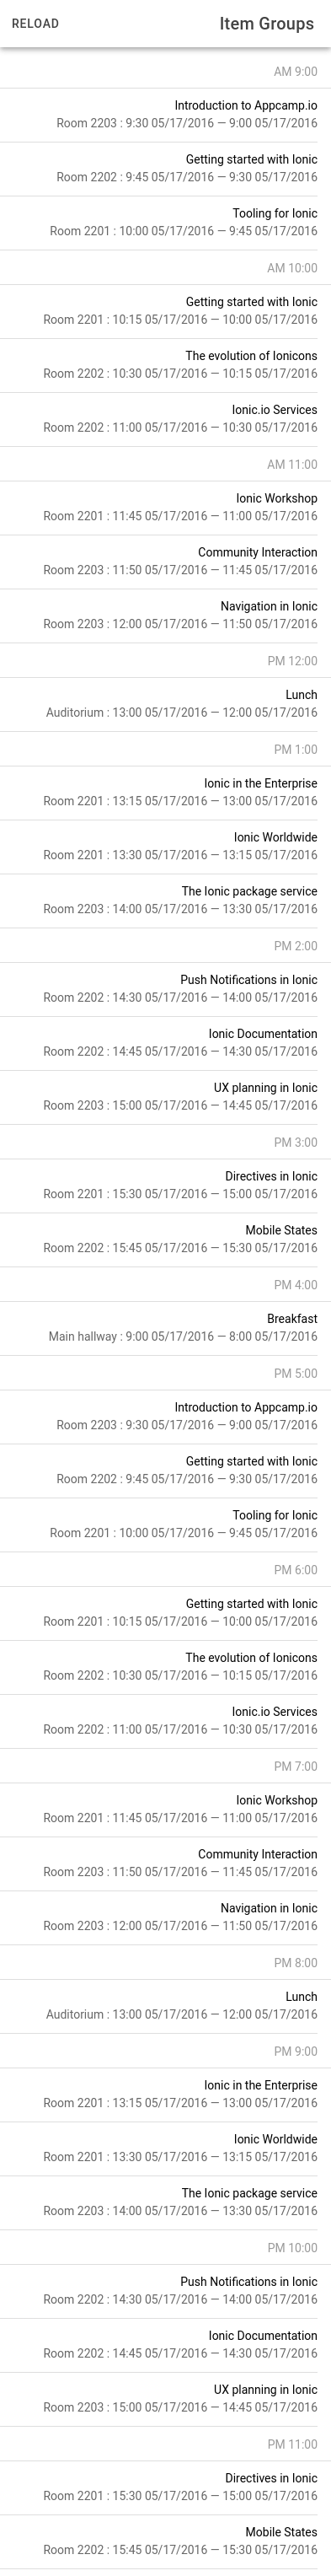 RELOAD
Item Groups
AM 9:00
Introduction to Appcamp.io
Room 2203 : 9:30 05/17/2016 — 9:00 05/17/2016
Getting started with Ionic
Room 2202 : 9:45 05/17/2016 — 9:30 05/17/2016
Tooling for Ionic
Room 2201 : 10:00 05/17/2016 — 9:45 05/17/2016
AM 10:00
Getting started with Ionic
Room 2201 : 10:15 05/17/2016 — 10:00 05/17/2016
The evolution of Ionicons
Room 2202 : 10:30 05/17/2016 — 10:15 05/17/2016
Ionic.io Services
Room 2202 : 11:00 05/17/2016 — 10:30 05/17/2016
AM 11:00
Ionic Workshop
Room 2201 : 11:45 05/17/2016 — 11:00 05/17/2016
Community Interaction
Room 2203 : 11:50 05/17/2016 — 11:45 05/17/2016
Navigation in Ionic
Room 2203 : 12:00 05/17/2016 — 11:50 05/17/2016
PM 12:00
Lunch
Auditorium : 13:00 05/17/2016 — 12:00 05/17/2016
PM 1:00
Ionic in the Enterprise
Room 2201 : 13:15 05/17/2016 — 13:00 05/17/2016
Ionic Worldwide
Room 2201 : 13:30 05/17/2016 — 13:15 05/17/2016
The Ionic package service
Room 2203 : 14:00 05/17/2016 — 13:30 05/17/2016
PM 2:00
Push Notifications in Ionic
Room 2202 : 14:30 05/17/2016 — 14:00 05/17/2016
Ionic Documentation
Room 2202 : 14:45 05/17/2016 — 14:30 05/17/2016
UX planning in Ionic
Room 2203 : 15:00 05/17/2016 — 14:45 05/17/2016
PM 3:00
Directives in Ionic
Room 2201 : 15:30 05/17/2016 — 15:00 05/17/2016
Mobile States
Room 2202 : 15:45 05/17/2016 — 15:30 05/17/2016
PM 4:00
Breakfast
Main hallway : 9:00 05/17/2016 — 8:00 05/17/2016
PM 5:00
Introduction to Appcamp.io
Room 2203 : 9:30 05/17/2016 — 9:00 05/17/2016
Getting started with Ionic
Room 2202 : 9:45 05/17/2016 — 9:30 05/17/2016
Tooling for Ionic
Room 2201 : 10:00 05/17/2016 — 9:45 05/17/2016
PM 6:00
Getting started with Ionic
Room 2201 : 10:15 05/17/2016 — 10:00 05/17/2016
The evolution of Ionicons
Room 2202 : 10:30 05/17/2016 — 10:15 05/17/2016
Ionic.io Services
Room 2202 : 11:00 05/17/2016 — 10:30 05/17/2016
PM 7:00
Ionic Workshop
Room 2201 : 11:45 05/17/2016 — 11:00 05/17/2016
Community Interaction
Room 2203 : 11:50 05/17/2016 — 11:45 05/17/2016
Navigation in Ionic
Room 2203 : 12:00 05/17/2016 — 11:50 05/17/2016
PM 8:00
Lunch
Auditorium : 13:00 05/17/2016 — 12:00 05/17/2016
PM 9:00
Ionic in the Enterprise
Room 2201 : 13:15 05/17/2016 — 13:00 05/17/2016
Ionic Worldwide
Room 2201 : 13:30 05/17/2016 — 13:15 05/17/2016
The Ionic package service
Room 2203 : 14:00 05/17/2016 — 13:30 05/17/2016
PM 10:00
Push Notifications in Ionic
Room 2202 : 14:30 05/17/2016 — 14:00 05/17/2016
Ionic Documentation
Room 2202 : 14:45 05/17/2016 — 14:30 05/17/2016
UX planning in Ionic
Room 2203 : 15:00 05/17/2016 — 14:45 05/17/2016
PM 11:00
Directives in Ionic
Room 2201 : 15:30 05/17/2016 — 15:00 05/17/2016
Mobile States
Room 2202 : 15:45 05/17/2016 — 15:30 05/17/2016